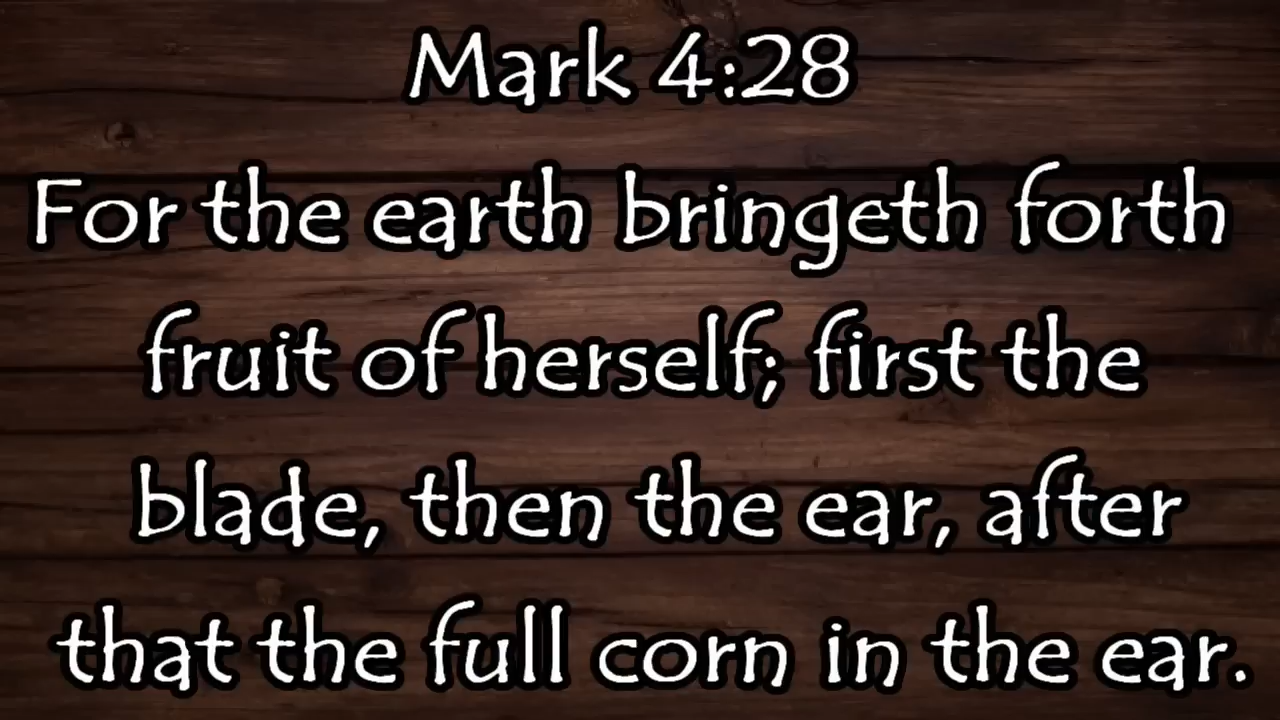 Mark 4:28
For the earth bringeth forth
fruit of herself; first the
blade, then the ear, after
that the full corn in the ear.